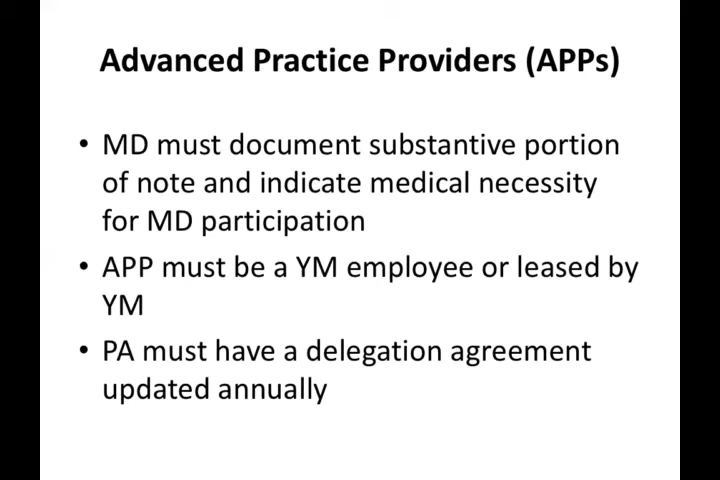 Advanced Practice Providers (APPs)
• MD must document substantive portion
of note and indicate medical necessity
for MD participation
• APP must be a YM employee or leased by
YM
• PA must have a delegation agreement
updated annually